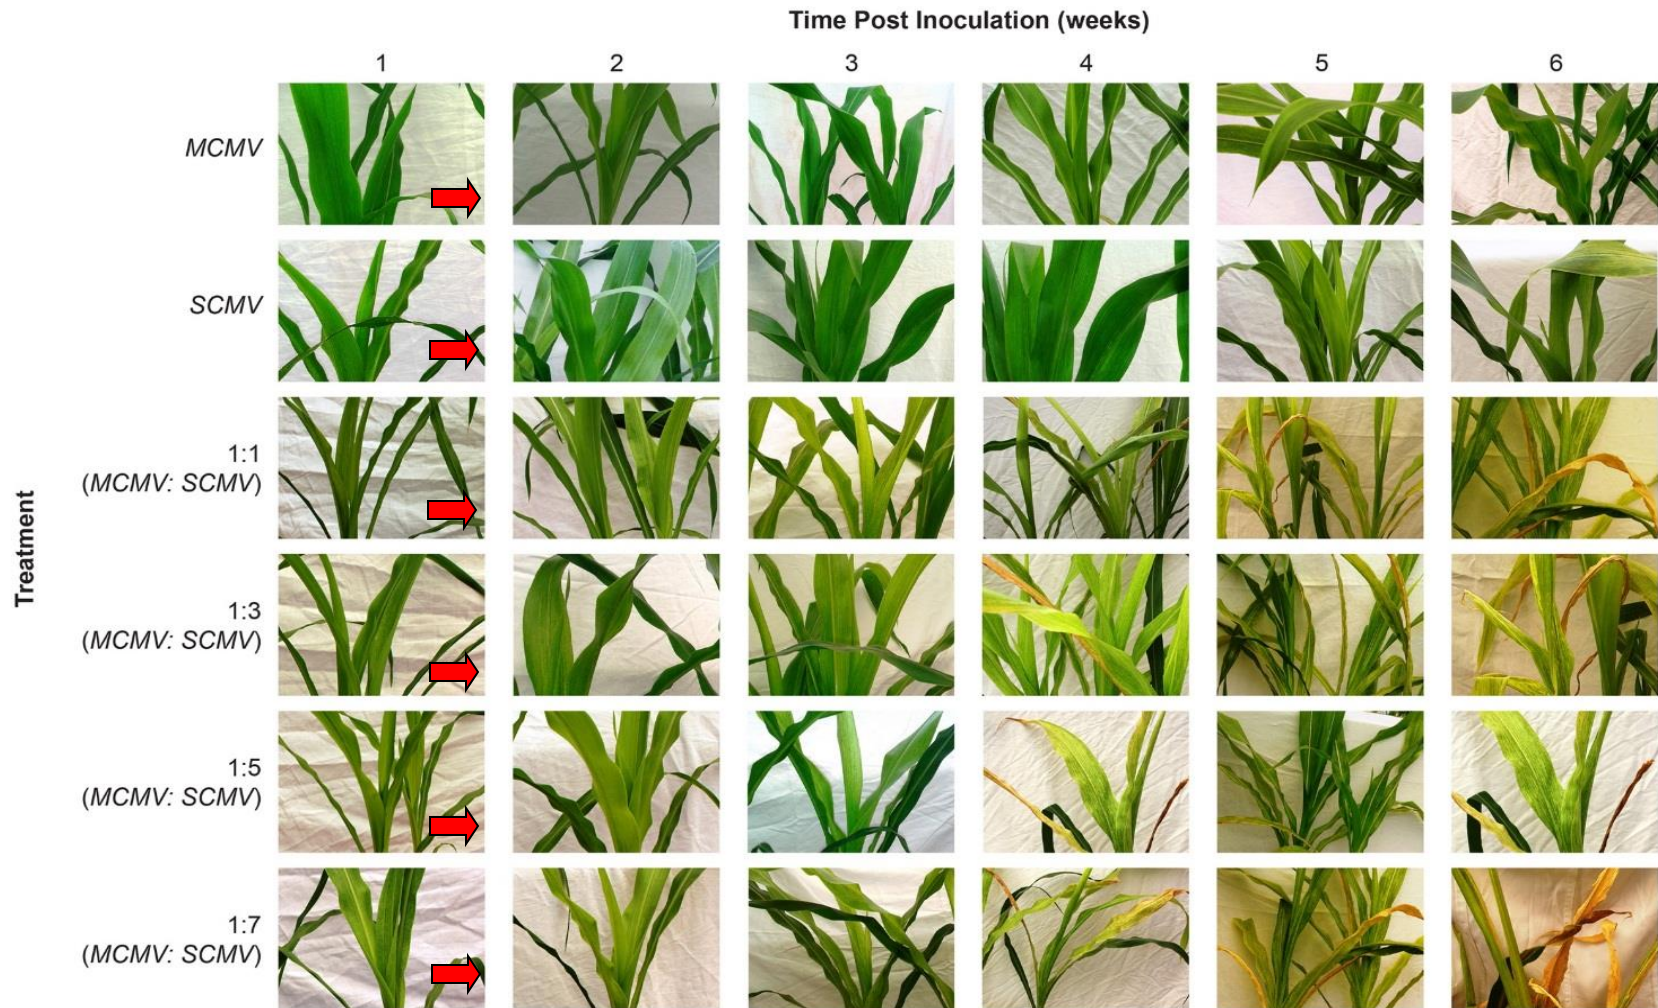 Time Post Inoculation (weeks)
1 2 3 4 5 6
Treatment
MCMV
SCMV
1:1
(MCMV: SCMV)
1:3
(MCMV: SCMV)
1:5
(MCMV: SCMV)
1:7
(MCMV: SCMV)